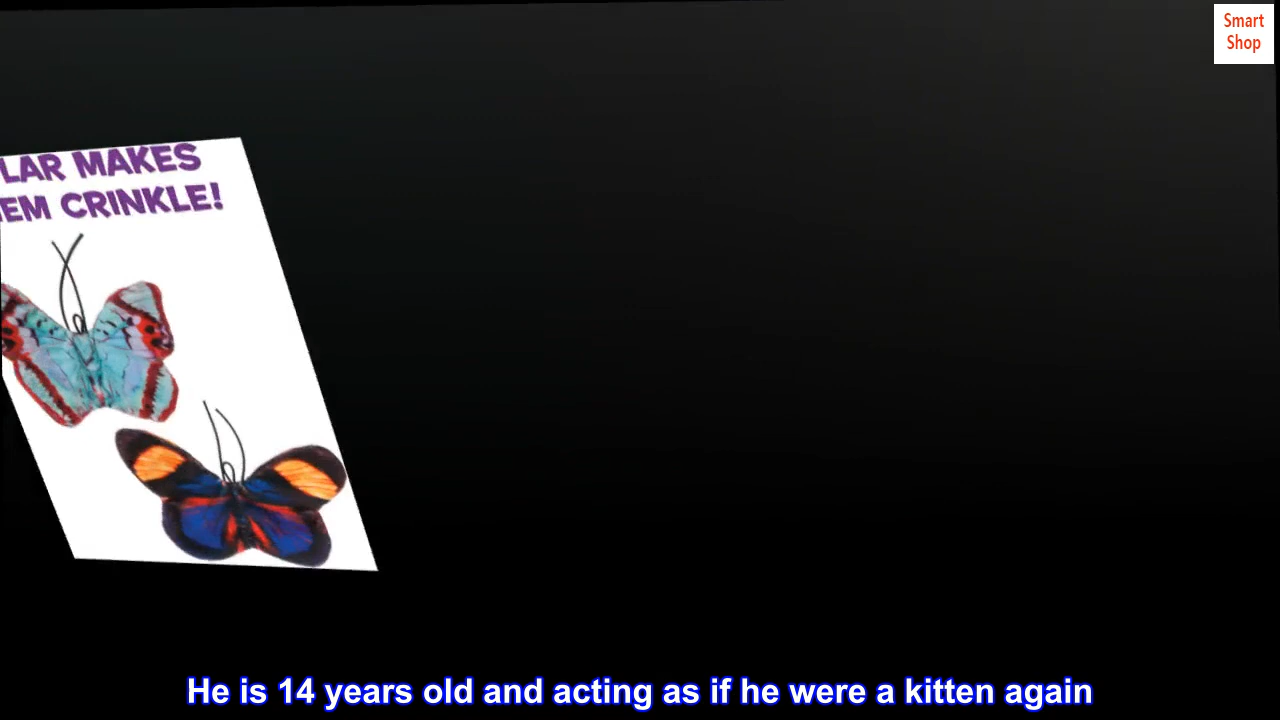 Smart
Shop
LAR MAKES
EM CRINKLE!
He is 14 years old and acting as if he were a kitten again